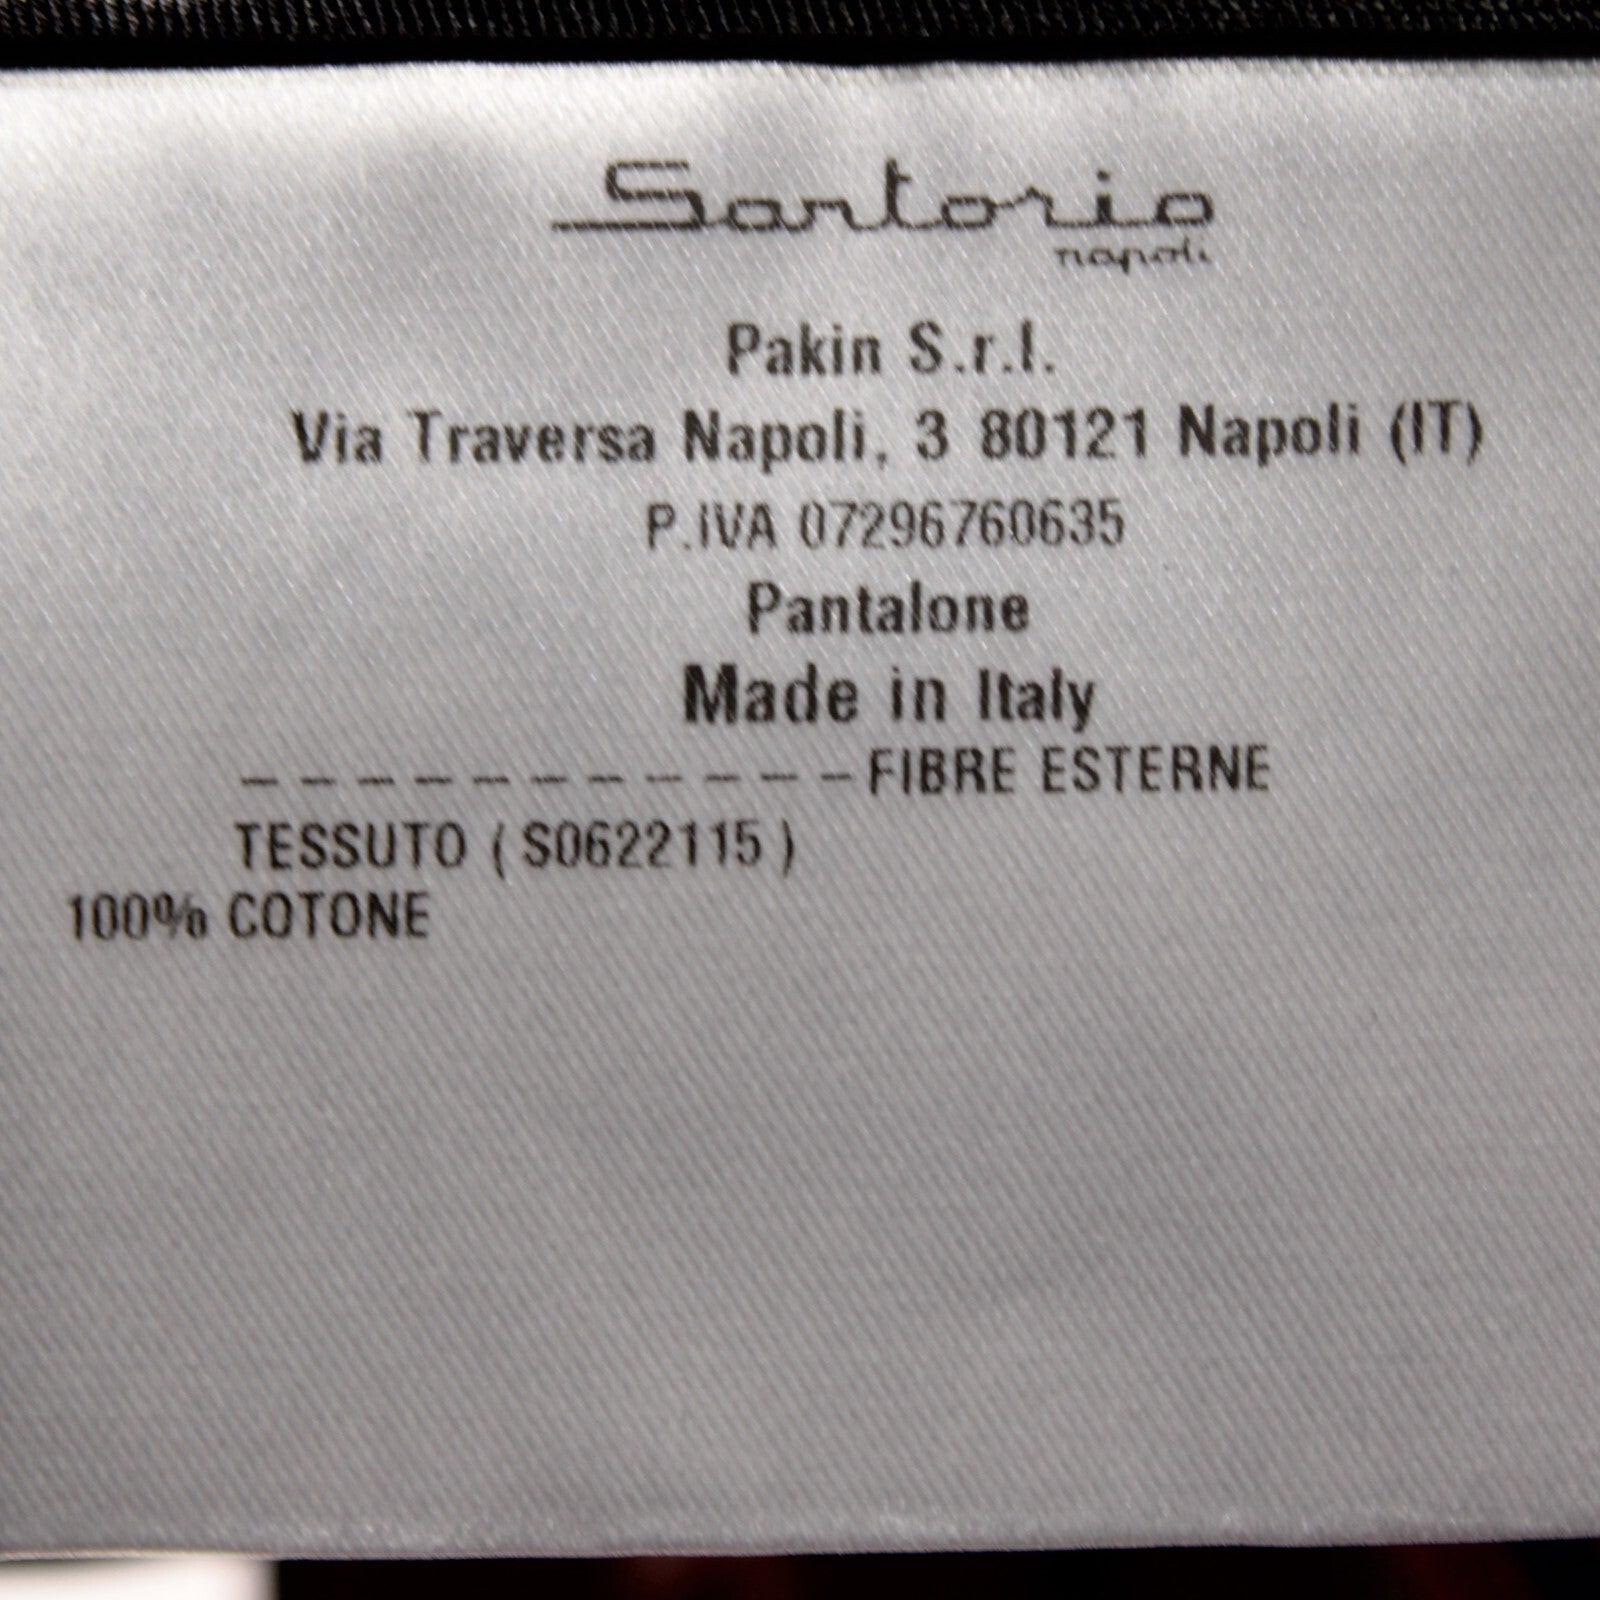 Sartorio
napoli
Pakin S.r.l.
Via Traversa Napoli, 3 80121 Napoli (IT)
P.IVA 07296760635
Pantalone
Made in Italy
-----------FIBRE ESTERNE
TESSUTO ( S0622115 )
100% COTONE